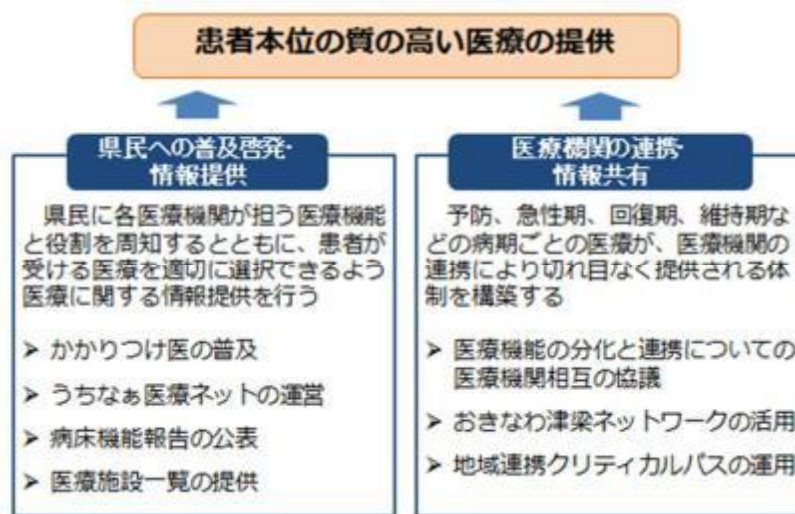 患者本位の質の高い医療の提供
県民への普及啓発・
情報提供
県民に各医療機関が担う医療機能
と役割を周知するとともに、患者が
受ける医療を適切に選択できるよう
医療に関する情報提供を行う
➤ かかりつけ医の普及
➤ うちなぁ医療ネットの運営
➤ 病床機能報告の公表
➤ 医療施設一覧の提供
医療機関の連携・
情報共有
予防、急性期、回復期、維持期な
どの病期ごとの医療が、医療機関の
連携により切れ目なく提供される体
制を構築する
➤ 医療機能の分化と連携についての
医療機関相互の協議
➤ おきなわ津梁ネットワークの活用
➤ 地域連携クリティカルパスの運用